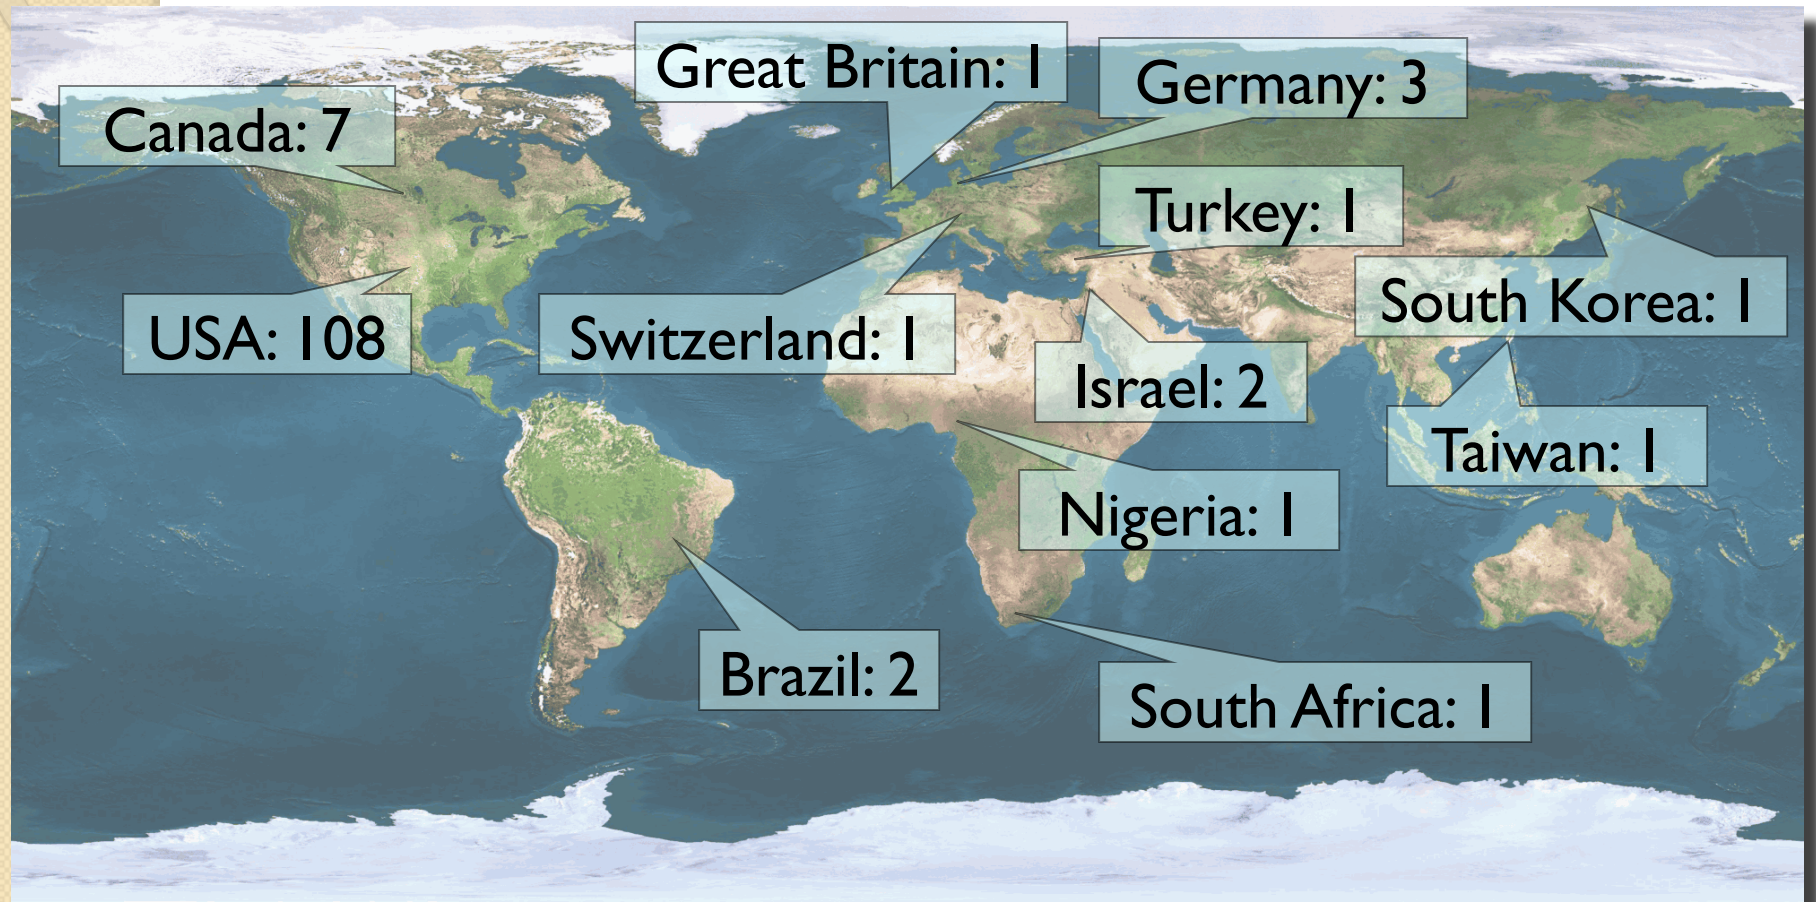 Great Britain: 1
Germany: 3
Canada: 7
Turkey: 1
South Korea: 1
USA: 108
Switzerland: 1
Israel: 2
Taiwan: 1
Nigeria: 1
Brazil: 2
South Africa: 1